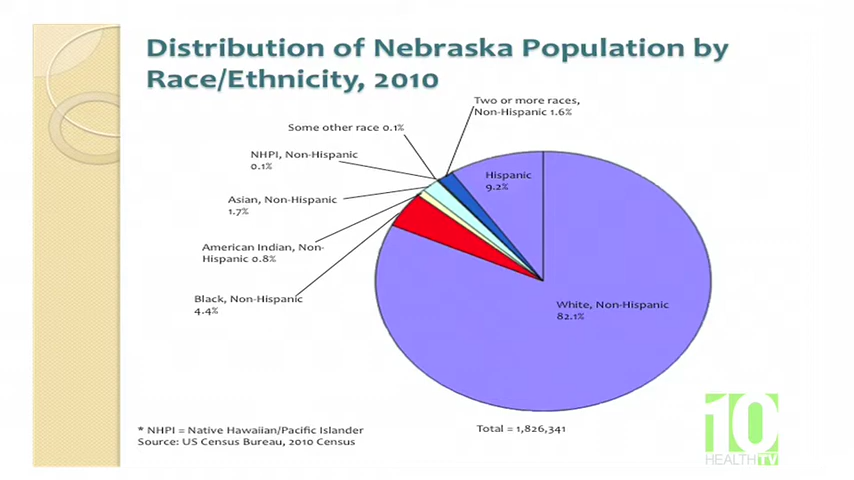 Distribution of Nebraska Population by
Race/Ethnicity, 2010
Two or more races,
Non-Hispanic 1.6%
Some other race 0.1%
NHPI, Non-Hispanic
0.1%
Hispanic
9.2%
Asian, Non-Hispanic
1.7%
American Indian, Non-
Hispanic 0.8%
Black, Non-Hispanic
4.4%
White, Non-Hispanic
82.1%
* NHPI = Native Hawaiian/Pacific Islander
Source: US Census Bureau, 2010 Census
Total = 1,826,341
10
HEALTH TV